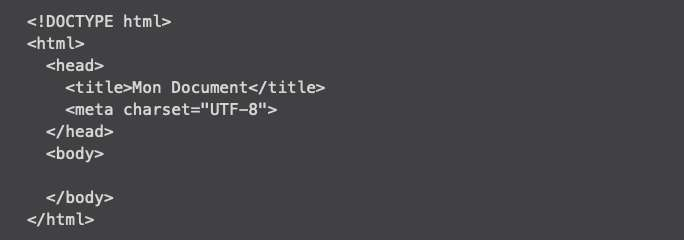 <!DOCTYPE html>
<html>
  <head>
    <title>Mon Document</title>
    <meta charset="UTF-8">
  </head>
  <body>

  </body>
</html>